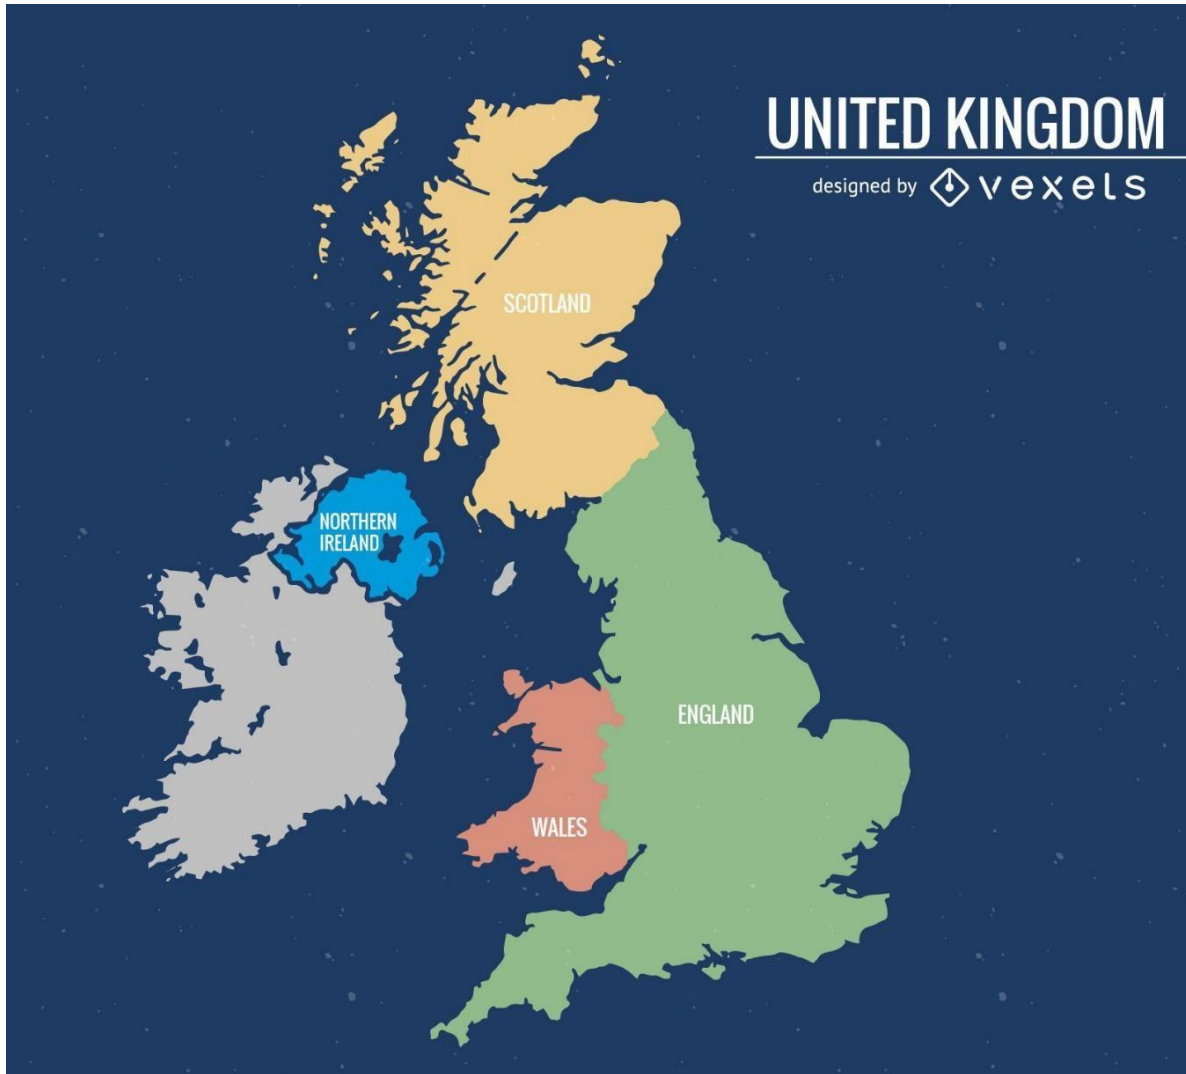 UNITED KINGDOM
designed by vexels
SCOTLAND
NORTHERN
IRELAND
ENGLAND
WALES